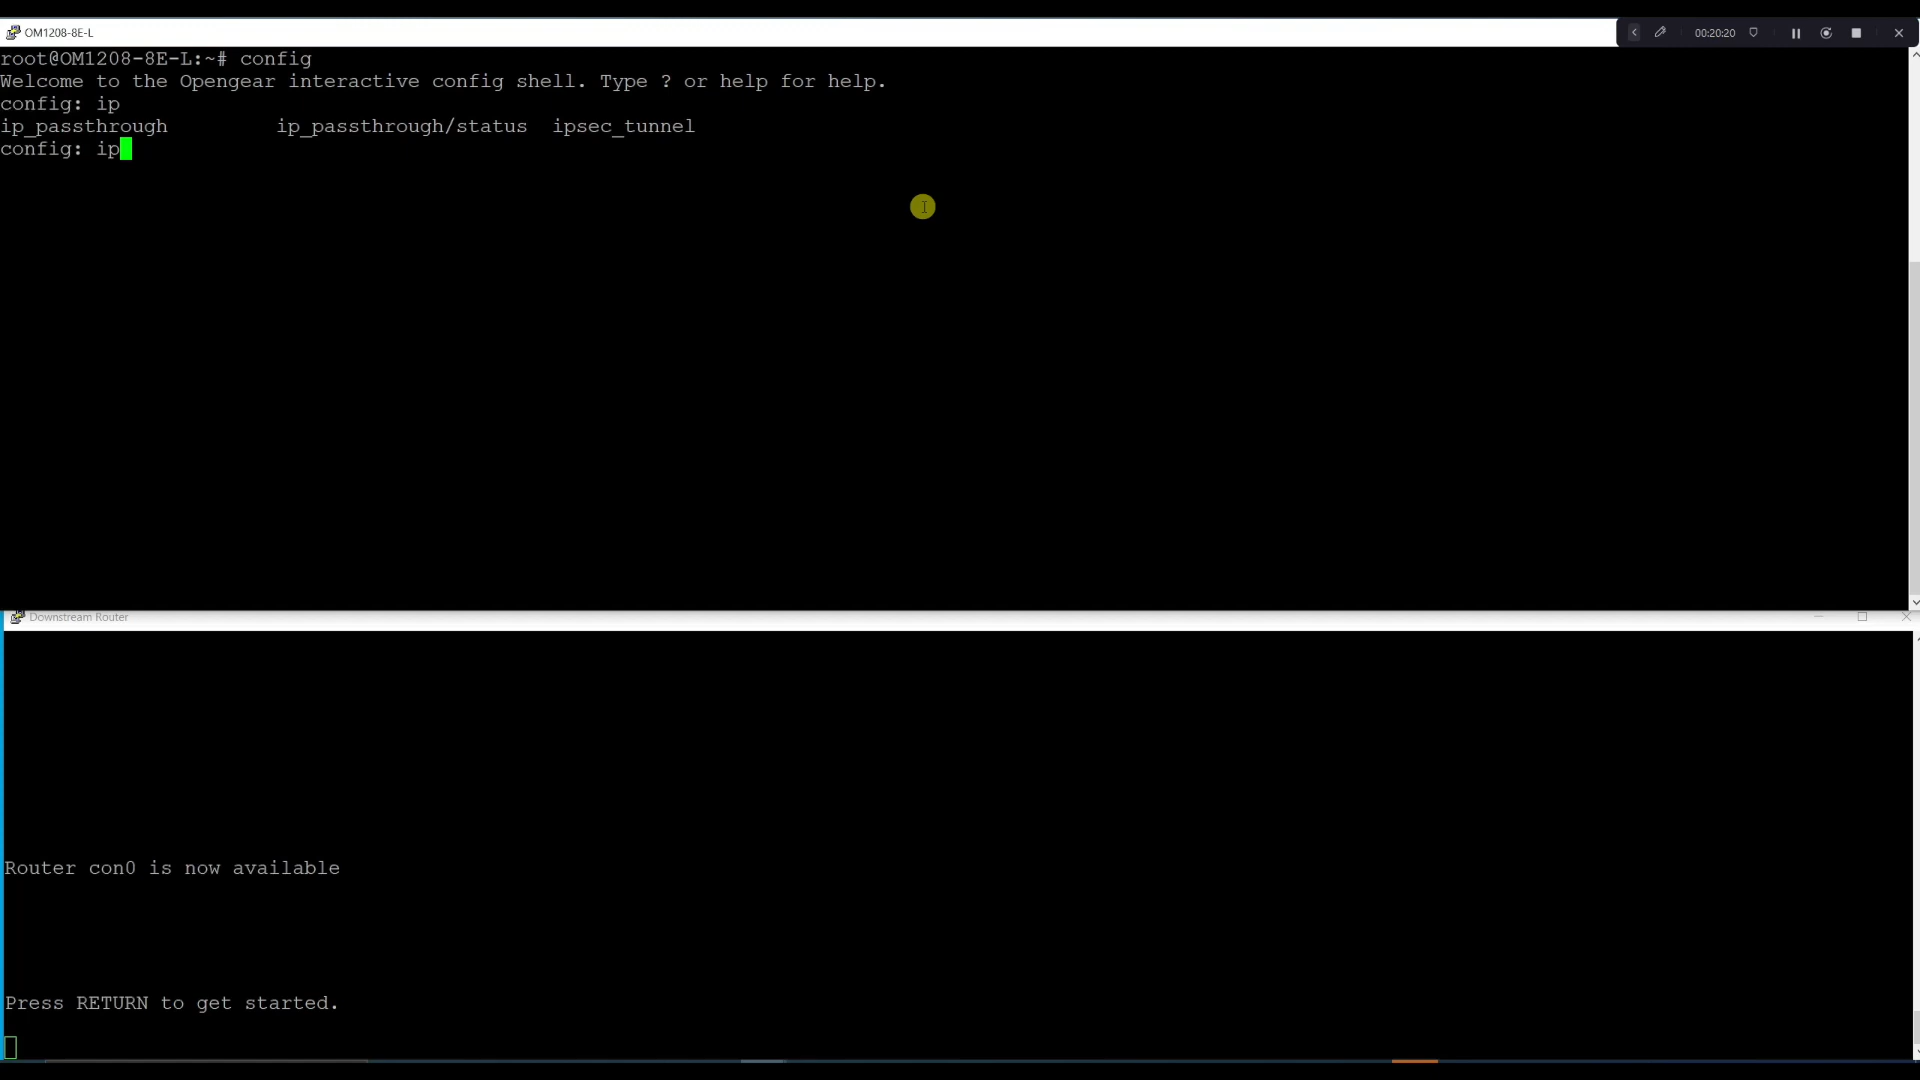 OM1208-8E-L
00:20:20
root@OM1208-8E-L:~# config
Welcome to the Opengear interactive config shell. Type ? or help for help.
config: ip
ip_passthrough ip_passthrough/status ipsec_tunnel
config: ip
Downstream Router
Router con0 is now available
Press RETURN to get started.